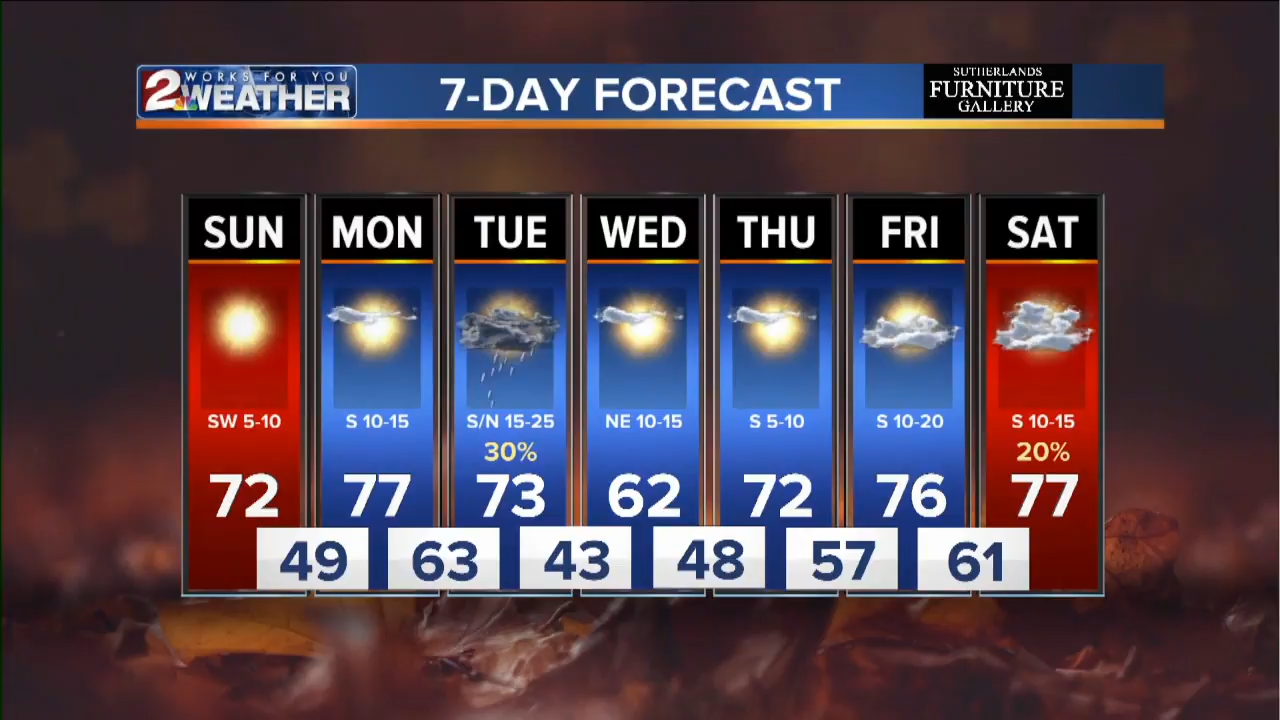 2 WORKS FOR YOU
WEATHER
7-DAY FORECAST
SUTHERLANDS
FURNITURE
GALLERY
SUN MON TUE WED THU FRI SAT
SW 5-10 S 10-15 S/N 15-25 NE 10-15 S 5-10 S 10-20 S 10-15
30% 20%
72 77 73 62 72 76 77
49 63 43 48 57 61